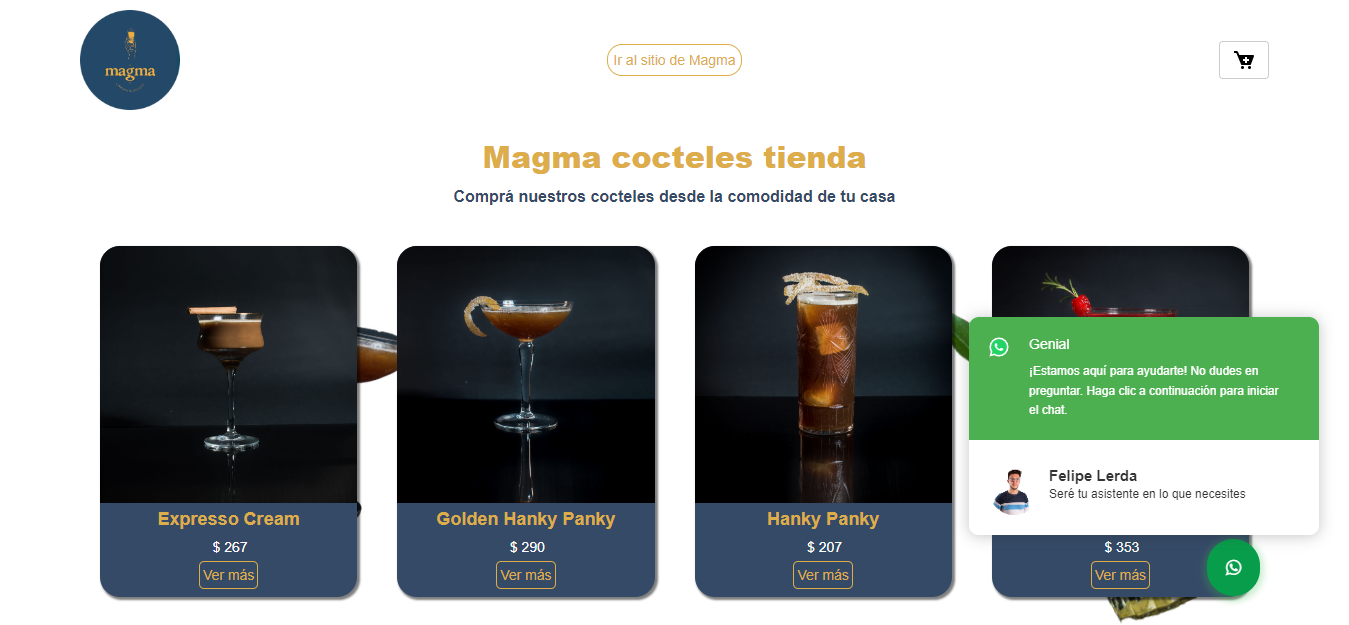 magma
Ir al sitio de Magma
Magma cocteles tienda
Comprá nuestros cocteles desde la comodidad de tu casa
Genial
¡Estamos aquí para ayudarte! No dudes en
preguntar. Haga clic a continuación para iniciar
el chat.
Felipe Lerda
Seré tu asistente en lo que necesites
Expresso Cream
$ 267
Ver más
Golden Hanky Panky
$ 290
Ver más
Hanky Panky
$ 207
Ver más
$ 353
Ver más